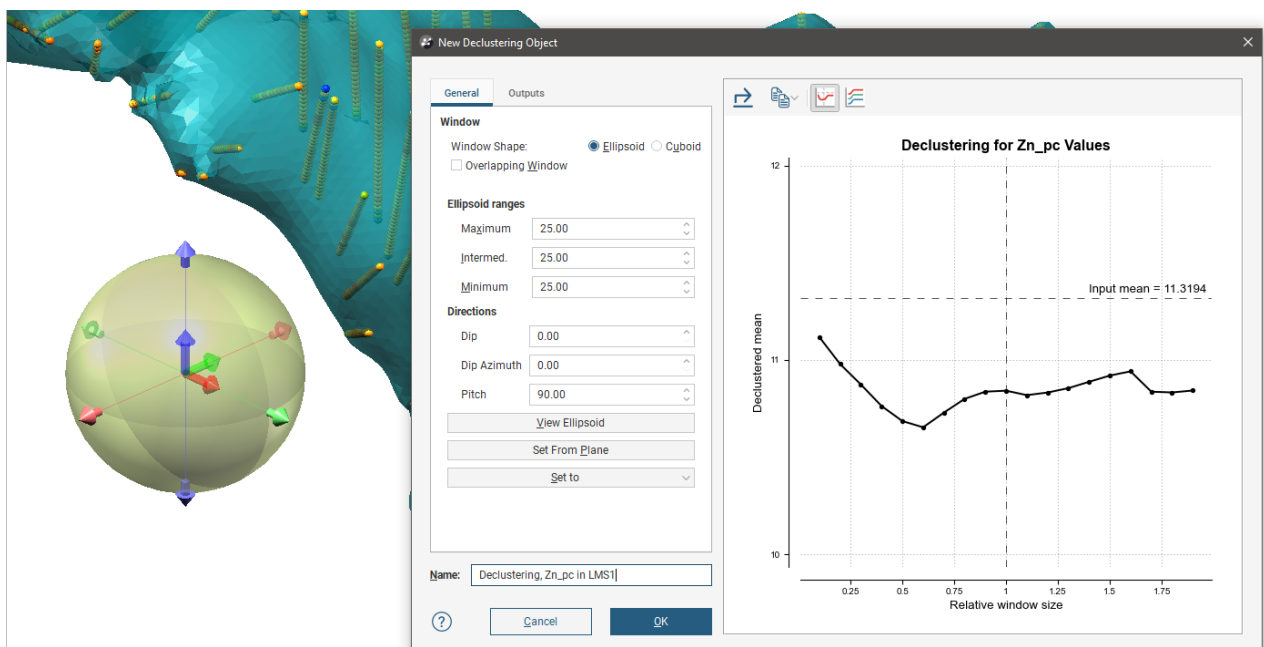 New Declustering Object
General Outputs
Window
Window Shape: Ellipsoid Cuboid
Overlapping Window
Ellipsoid ranges
Maximum 25.00
Intermed. 25.00
Minimum 25.00
Directions
Dip 0.00
Dip Azimuth 0.00
Pitch 90.00
View Ellipsoid
Set From Plane
Set to
Name: Declustering, Zn_pc in LMS1
? Cancel OK
Declustering for Zn_pc Values
12
Input mean = 11.3194
11
Declustered mean
10
0.25 0.5 0.75 1 1.25 1.5 1.75
Relative window size